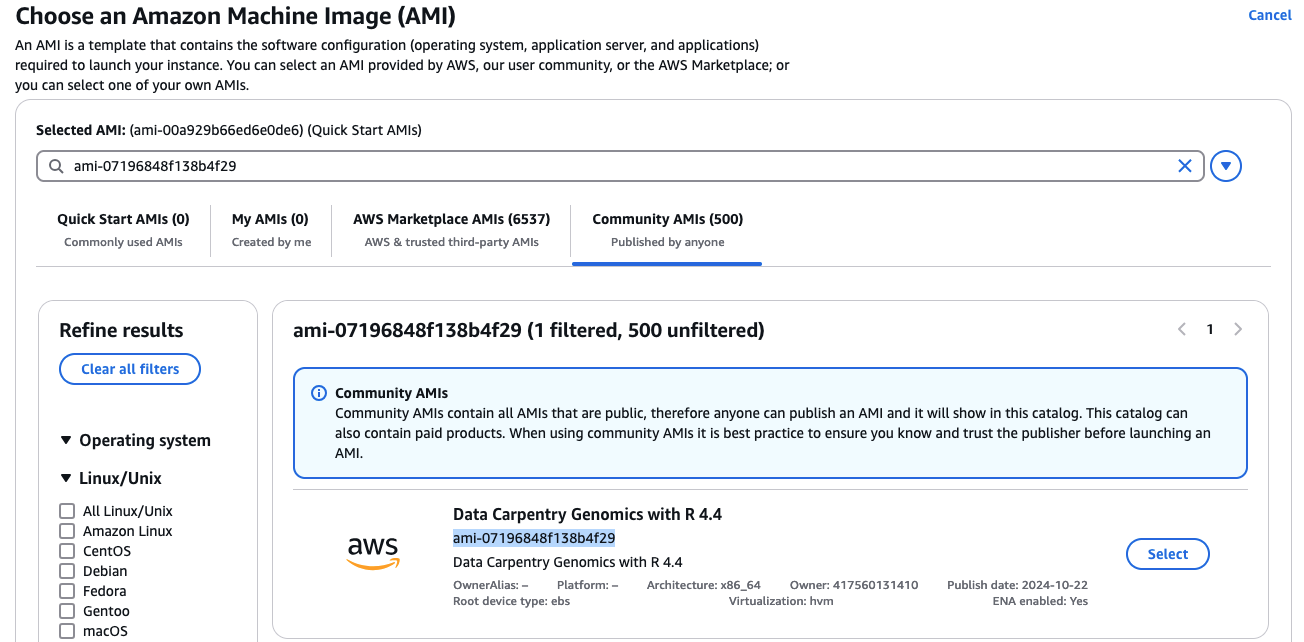 Choose an Amazon Machine Image (AMI)
Cancel
An AMI is a template that contains the software configuration (operating system, application server, and applications)
required to launch your instance. You can select an AMI provided by AWS, our user community, or the AWS Marketplace; or
you can select one of your own AMIs.
Selected AMI: (ami-00a929b66ed6e0de6) (Quick Start AMIs)
ami-07196848f138b4f29
Quick Start AMIs (0)
Commonly used AMIs
My AMIs (0)
Created by me
AWS Marketplace AMIs (6537)
AWS & trusted third-party AMIs
Community AMIs (500)
Published by anyone
Refine results
Clear all filters
Operating system
Linux/Unix
All Linux/Unix
Amazon Linux
CentOS
Debian
Fedora
Gentoo
macOS
ami-07196848f138b4f29 (1 filtered, 500 unfiltered)
1
Community AMIs
Community AMIs contain all AMIs that are public, therefore anyone can publish an AMI and it will show in this catalog. This catalog can
also contain paid products. When using community AMIs it is best practice to ensure you know and trust the publisher before launching an
AMI.
aws
Data Carpentry Genomics with R 4.4
ami-07196848f138b4f29
Data Carpentry Genomics with R 4.4
OwnerAlias: – Platform: – Architecture: x86_64 Owner: 417560131410 Publish date: 2024-10-22
Root device type: ebs Virtualization: hvm ENA enabled: Yes
Select